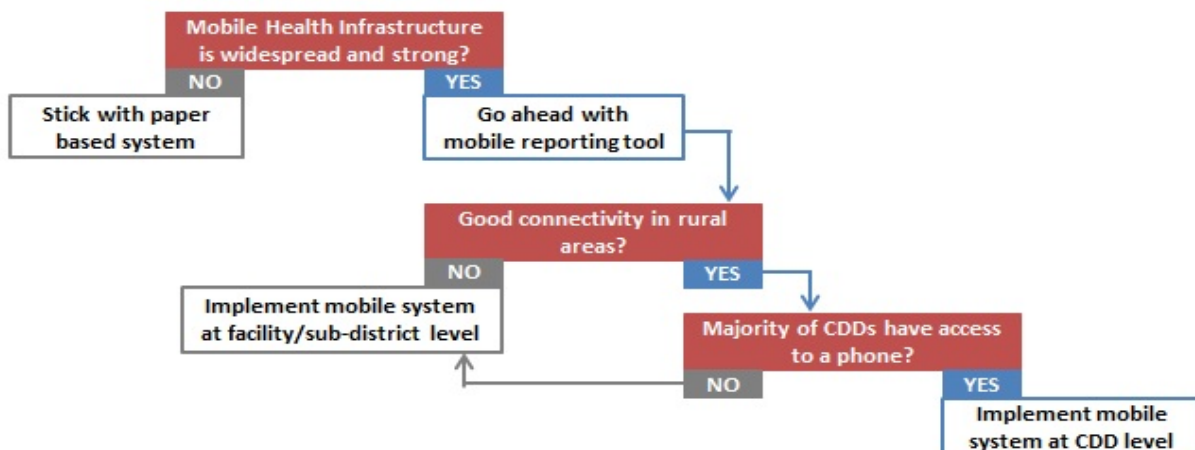 Mobile Health Infrastructure
is widespread and strong?
NO
YES
Stick with paper
based system
Go ahead with
mobile reporting tool
Good connectivity in rural
areas?
NO
YES
Implement mobile system
at facility/sub-district level
Majority of CDDs have access
to a phone?
NO
YES
Implement mobile
system at CDD level